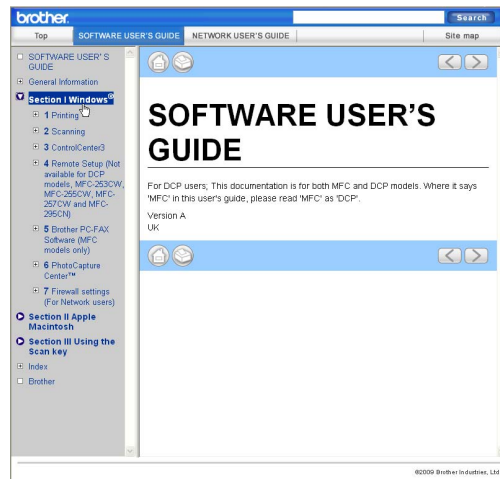 brother.
Search
Top
SOFTWARE USER'S GUIDE
NETWORK USER'S GUIDE
Site map
SOFTWARE USER'S
GUIDE
General Information
Section I Windows®
1 Printing
2 Scanning
3 ControlCenter3
4 Remote Setup (Not
available for DCP
models, MFC-253CW,
MFC-255CW, MFC-
257CW and MFC-
295CN)
5 Brother PC-FAX
Software (MFC
models only)
6 PhotoCapture
Center™
7 Firewall settings
(For Network users)
Section II Apple
Macintosh
Section III Using the
Scan key
Index
Brother
SOFTWARE USER'S
GUIDE
For DCP users; This documentation is for both MFC and DCP models. Where it says
'MFC' in this user's guide, please read 'MFC' as 'DCP'.
Version A
UK
©2009 Brother Industries, Ltd